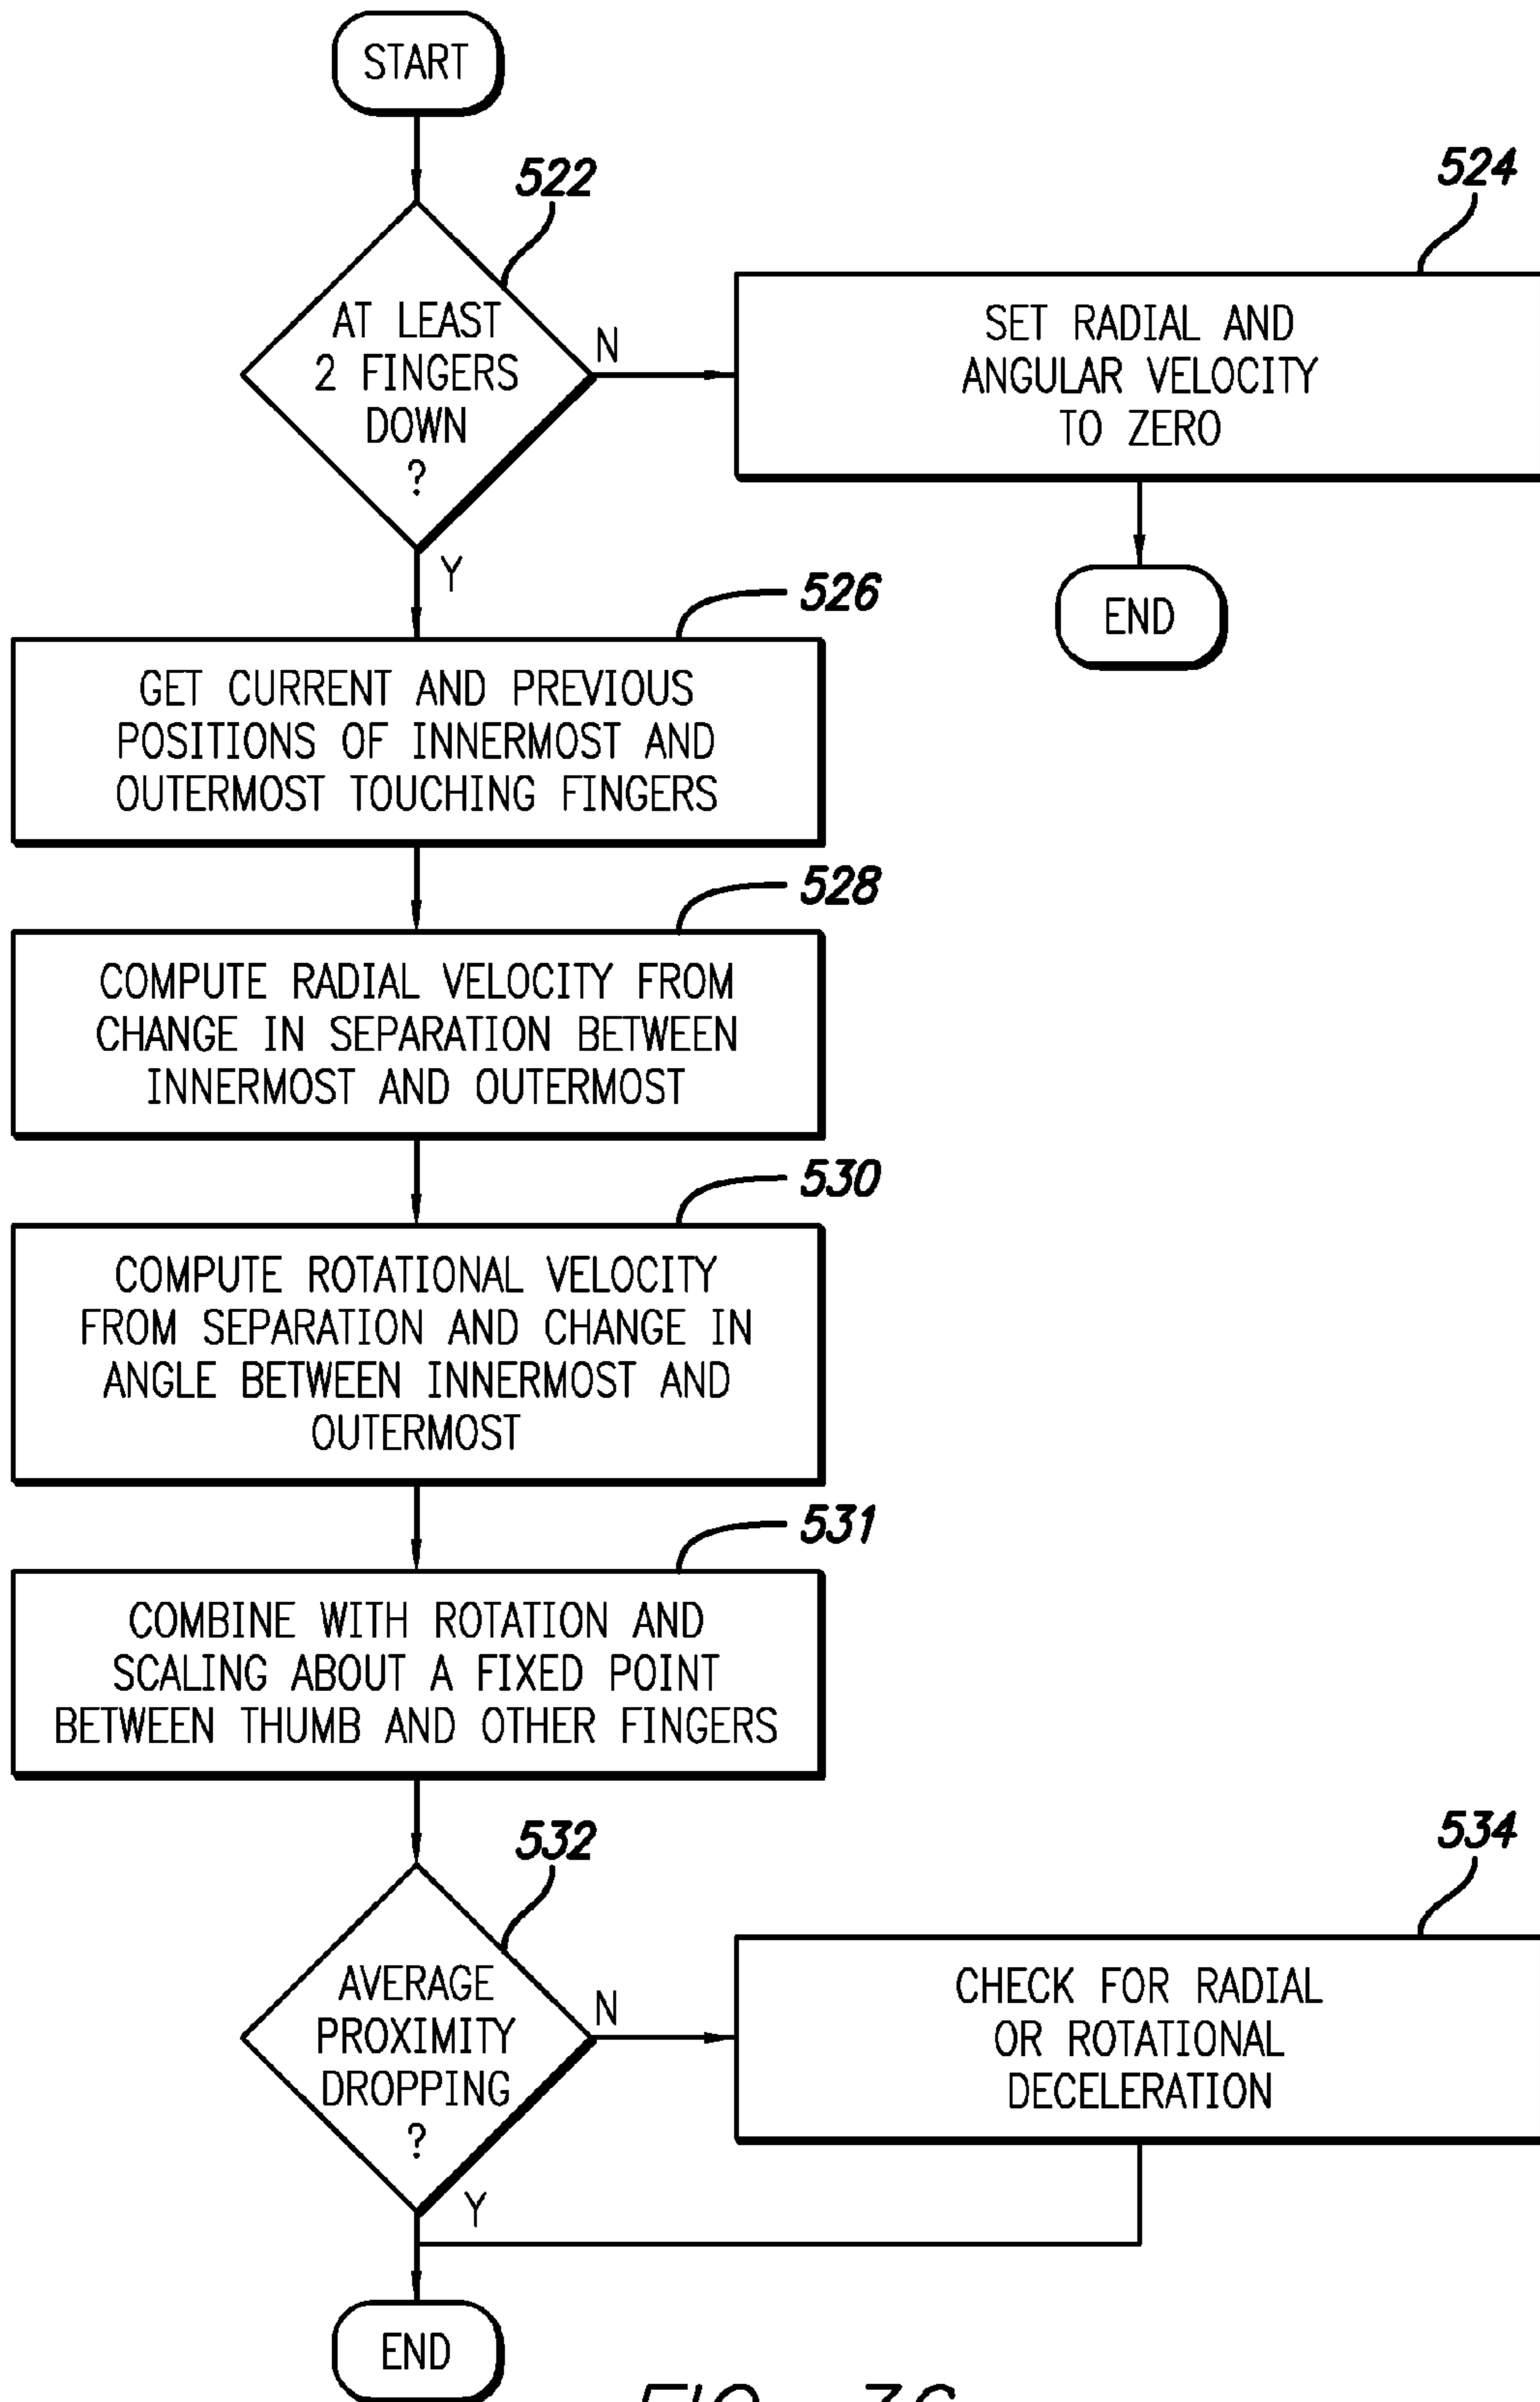 START
522
AT LEAST
2 FINGERS
DOWN
?
N
524
SET RADIAL AND
ANGULAR VELOCITY
TO ZERO
END
Y
526
GET CURRENT AND PREVIOUS
POSITIONS OF INNERMOST AND
OUTERMOST TOUCHING FINGERS
528
COMPUTE RADIAL VELOCITY FROM
CHANGE IN SEPARATION BETWEEN
INNERMOST AND OUTERMOST
530
COMPUTE ROTATIONAL VELOCITY
FROM SEPARATION AND CHANGE IN
ANGLE BETWEEN INNERMOST AND
OUTERMOST
531
COMBINE WITH ROTATION AND
SCALING ABOUT A FIXED POINT
BETWEEN THUMB AND OTHER FINGERS
532
AVERAGE
PROXIMITY
DROPPING
?
N
534
CHECK FOR RADIAL
OR ROTATIONAL
DECELERATION
Y
END